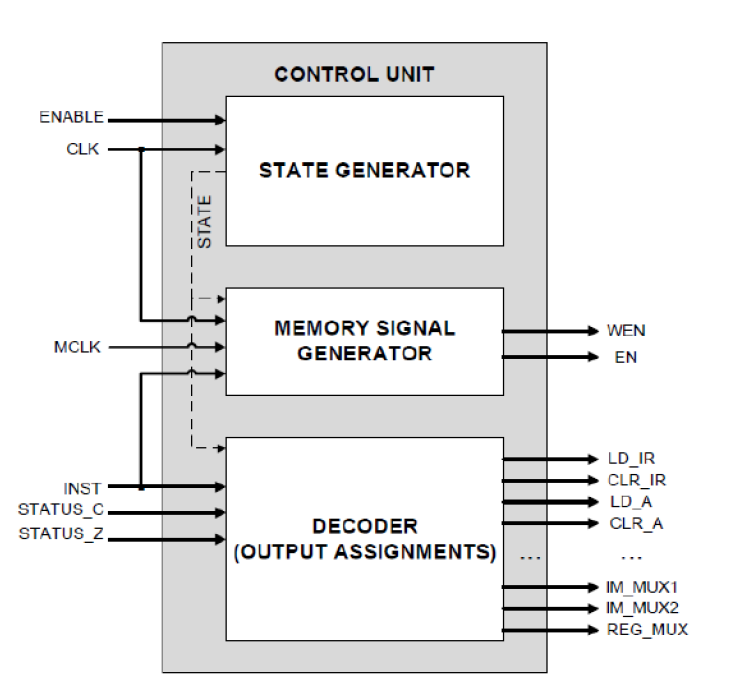 CONTROL UNIT
ENABLE
CLK
STATE GENERATOR
STATE
MEMORY SIGNAL
GENERATOR
WEN
EN
MCLK
INST
STATUS_C
STATUS_Z
DECODER
(OUTPUT ASSIGNMENTS)
LD_IR
CLR_IR
LD_A
CLR_A
... ...
IM_MUX1
IM_MUX2
REG_MUX